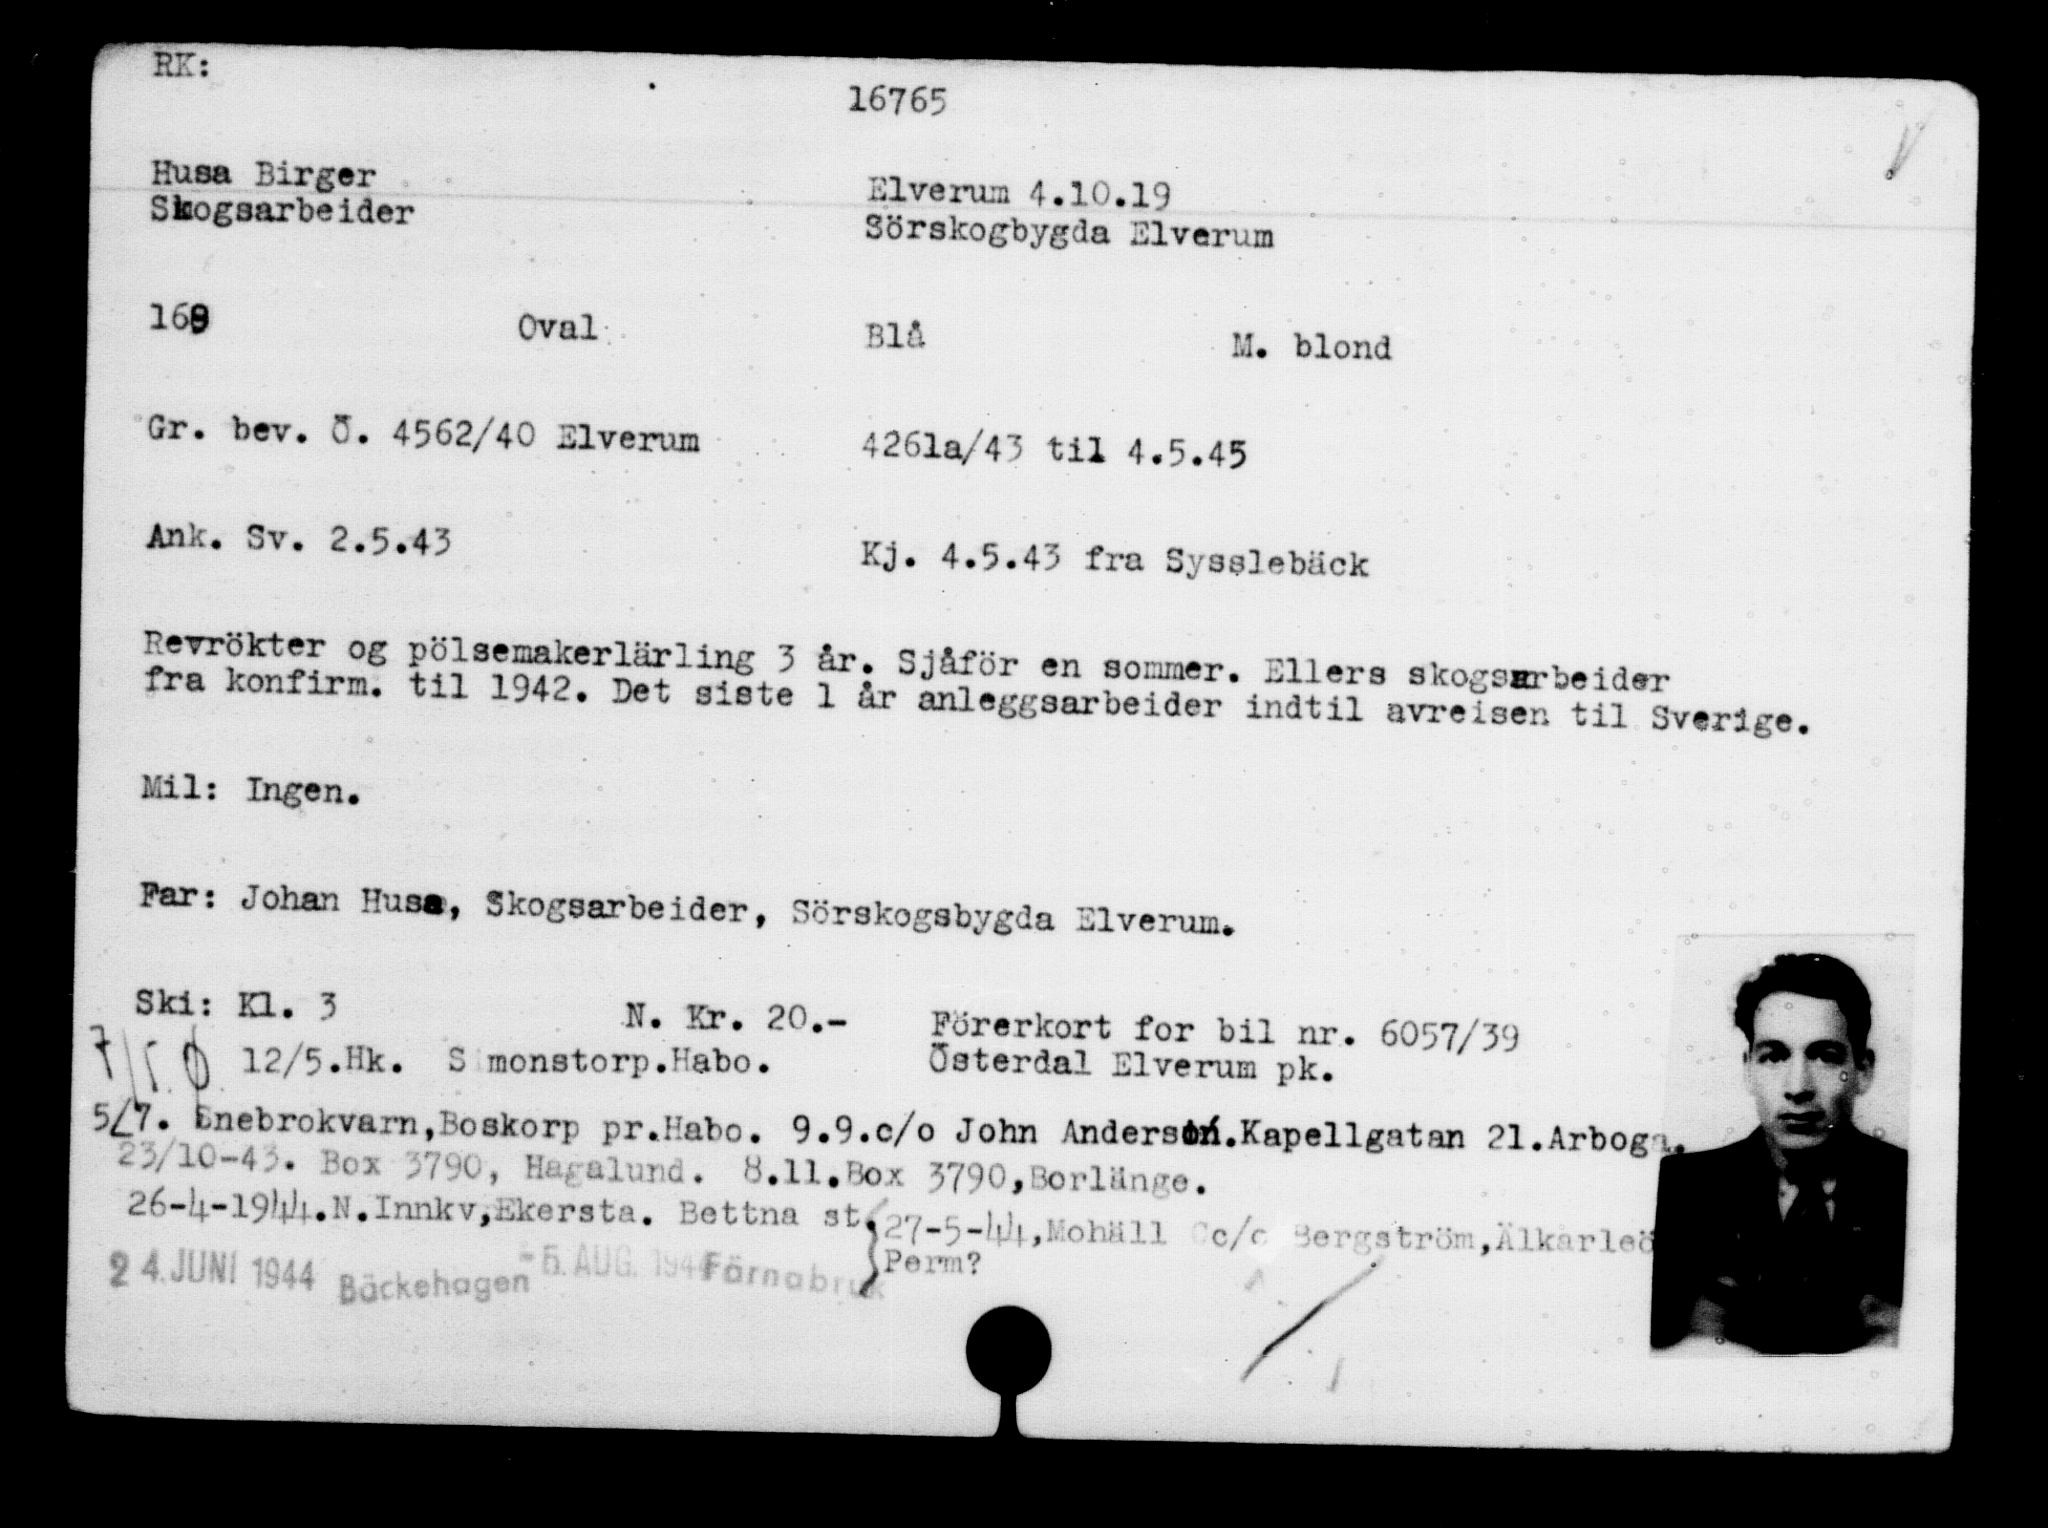 RK:
16765
Husa Birger
Skogsarbeider
Elverum 4.10.19
Sörskogbygda Elverum
169 Oval Blå M. blond
Gr. bev. Ö. 4562/40 Elverum 4261a/43 til 4.5.45
Ank. Sv. 2.5.43 Kj. 4.5.43 fra Sysslebäck
Revrökter og pölsemakerlärling 3 år. Sjåför en sommer. Ellers skogsarbeider
fra konfirm. til 1942. Det siste 1 år anleggsarbeider indtil avreisen til Sverige.
Mil: Ingen.
Far: Johan Husa, Skogsarbeider, Sörskogsbygda Elverum.
Ski: Kl. 3 N. Kr. 20.- Förerkort for bil nr. 6057/39
12/5.Hk. Simonstorp.Habo. Österdal Elverum pk.
5/7. Enebrokvarn,Boskorp pr.Habo. 9.9.c/o John Anderson.Kapellgatan 21.Arboga.
23/10-43. Box 3790, Hagalund. 8.11.Box 3790,Borlänge.
26-4-1944.N.Innkv,Ekersta. Bettna st. 27-5-44,Mohäll c/o Bergström,Älkarleö
Perm?
24.JUNI 1944 Bäckehagen -5.AUG.1944 Färnabruk